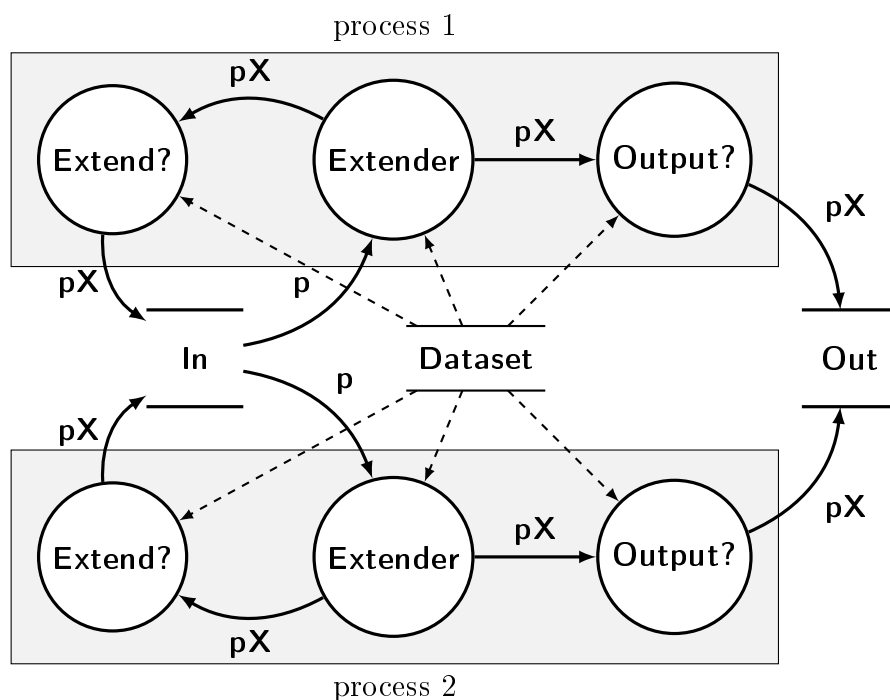 process 1
pX
Extend?
Extender
pX
Output?
pX
pX
p
In
Dataset
Out
p
pX
Extend?
Extender
pX
Output?
pX
pX
process 2